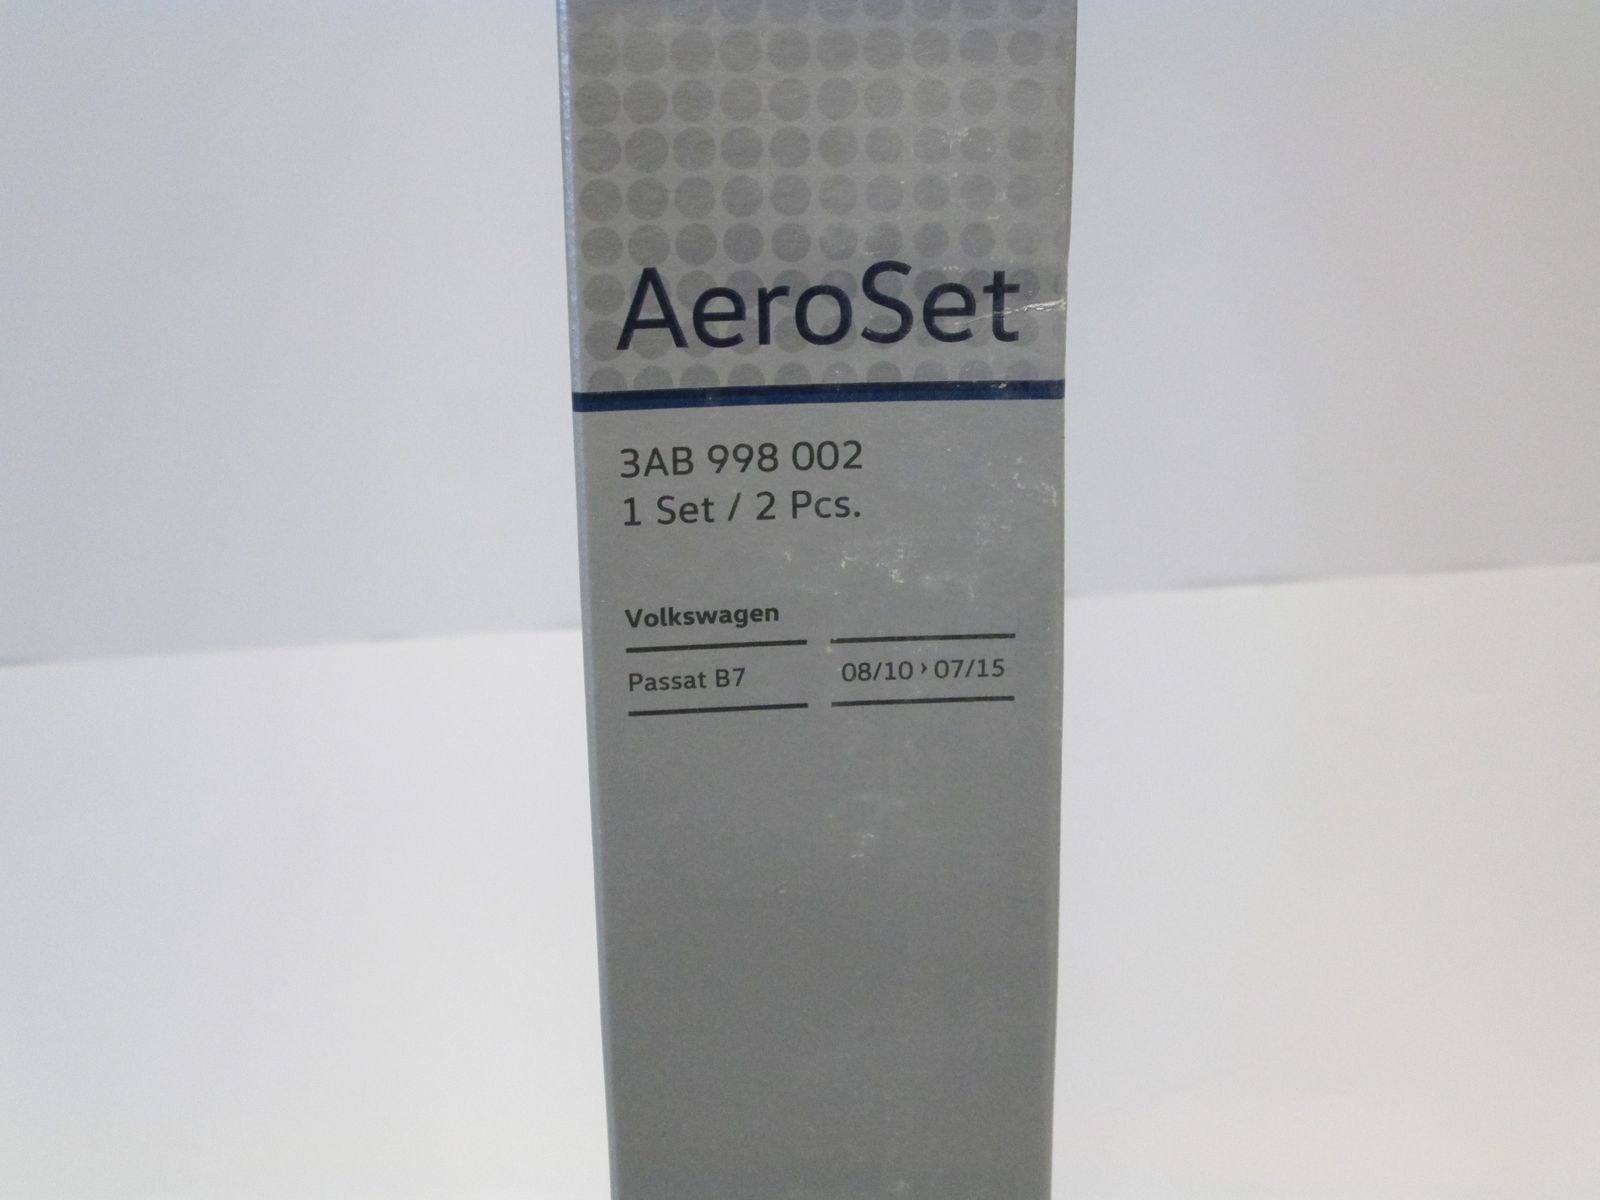 AeroSet
3AB 998 002
1 Set / 2 Pcs.
Volkswagen
Passat B7 08/10 › 07/15